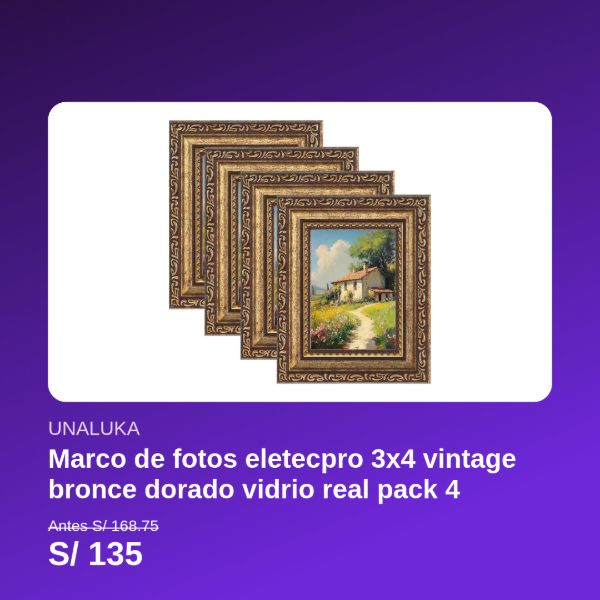 UNALUKA
Marco de fotos eletecpro 3x4 vintage
bronce dorado vidrio real pack 4
Antes S/ 168.75
S/ 135